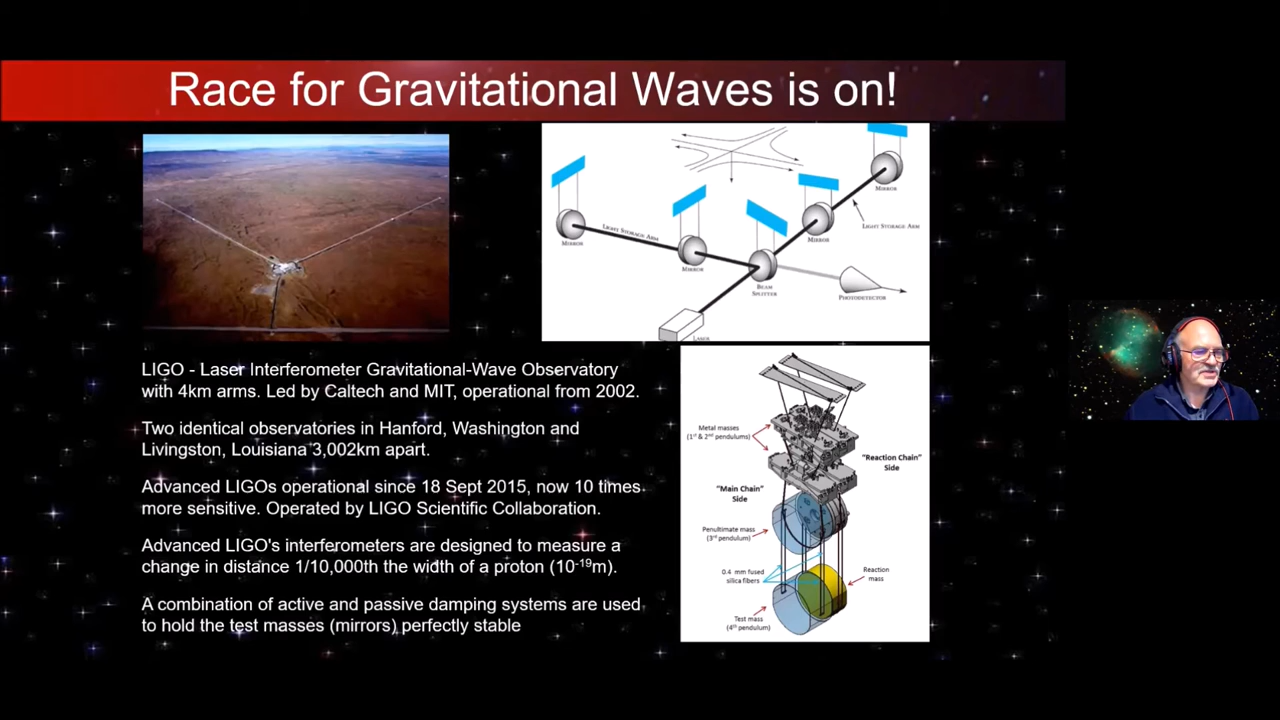 Race for Gravitational Waves is on!
MIRROR
LIGHT STORAGE ARM
MIRROR
BEAM
SPLITTER
MIRROR
MIRROR
LIGHT STORAGE ARM
PHOTODETECTOR
LASER
LIGO - Laser Interferometer Gravitational-Wave Observatory
with 4km arms. Led by Caltech and MIT, operational from 2002.
Two identical observatories in Hanford, Washington and
Livingston, Louisiana 3,002km apart.
Advanced LIGOs operational since 18 Sept 2015, now 10 times
more sensitive. Operated by LIGO Scientific Collaboration.
Advanced LIGO's interferometers are designed to measure a
change in distance 1/10,000th the width of a proton (10-19m).
A combination of active and passive damping systems are used
to hold the test masses (mirrors) perfectly stable
Metal masses
(1st & 2nd pendulums)
"Reaction Chain"
Side
"Main Chain"
Side
Penultimate mass
(3rd pendulum)
0.4 mm fused
silica fibers
Reaction
mass
Test mass
(4th pendulum)